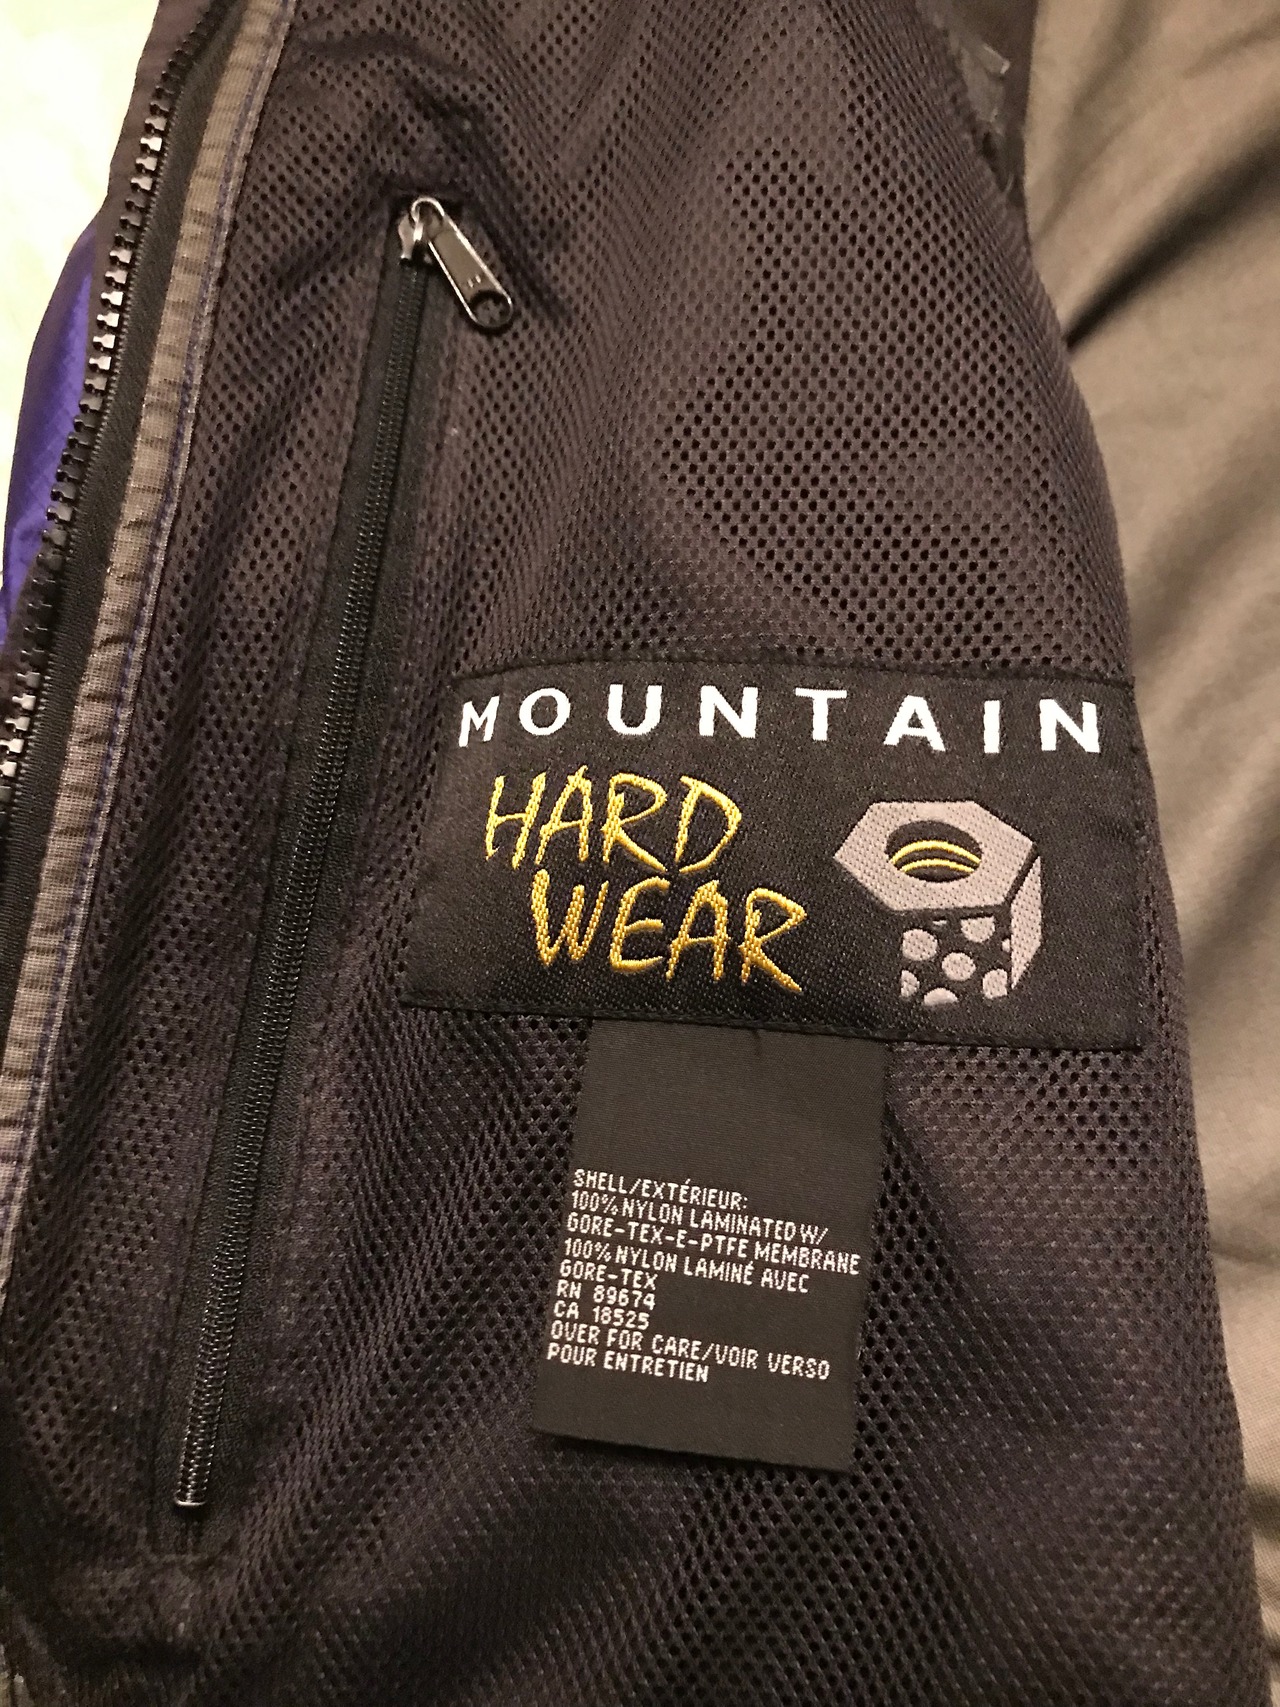 MOUNTAIN
HARD
WEAR
SHELL/EXTÉRIEUR:
100% NYLON LAMINATED W/
GORE-TEX-E-PTFE MEMBRANE
100% NYLON LAMINÉ AVEC
GORE-TEX
RN 89674
CA 18525
OVER FOR CARE/VOIR VERSO
POUR ENTRETIEN